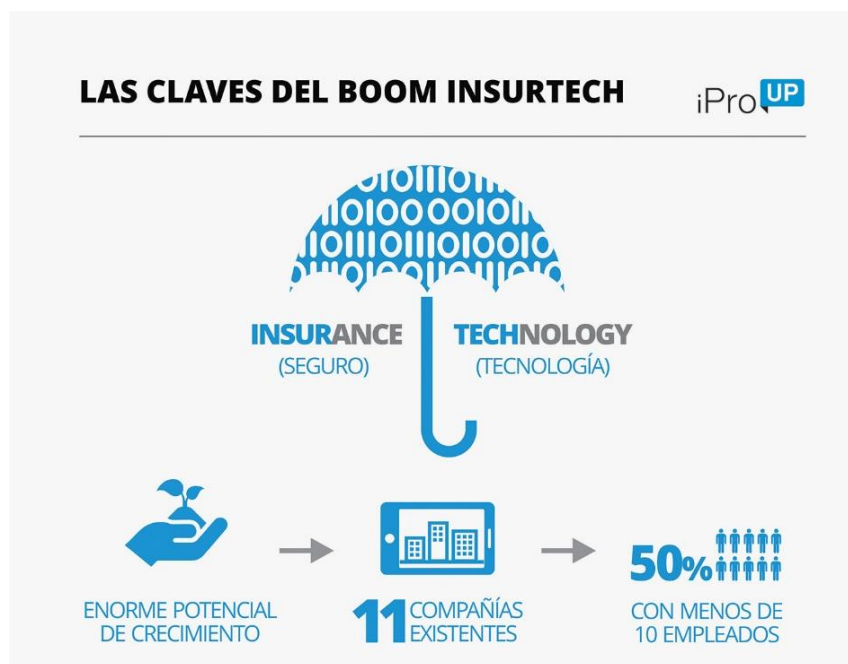 LAS CLAVES DEL BOOM INSURTECH
iProUP
INSURANCE TECHNOLOGY
(SEGURO) (TECNOLOGÍA)
50%
ENORME POTENCIAL
DE CRECIMIENTO
11 COMPAÑÍAS
EXISTENTES
CON MENOS DE
10 EMPLEADOS